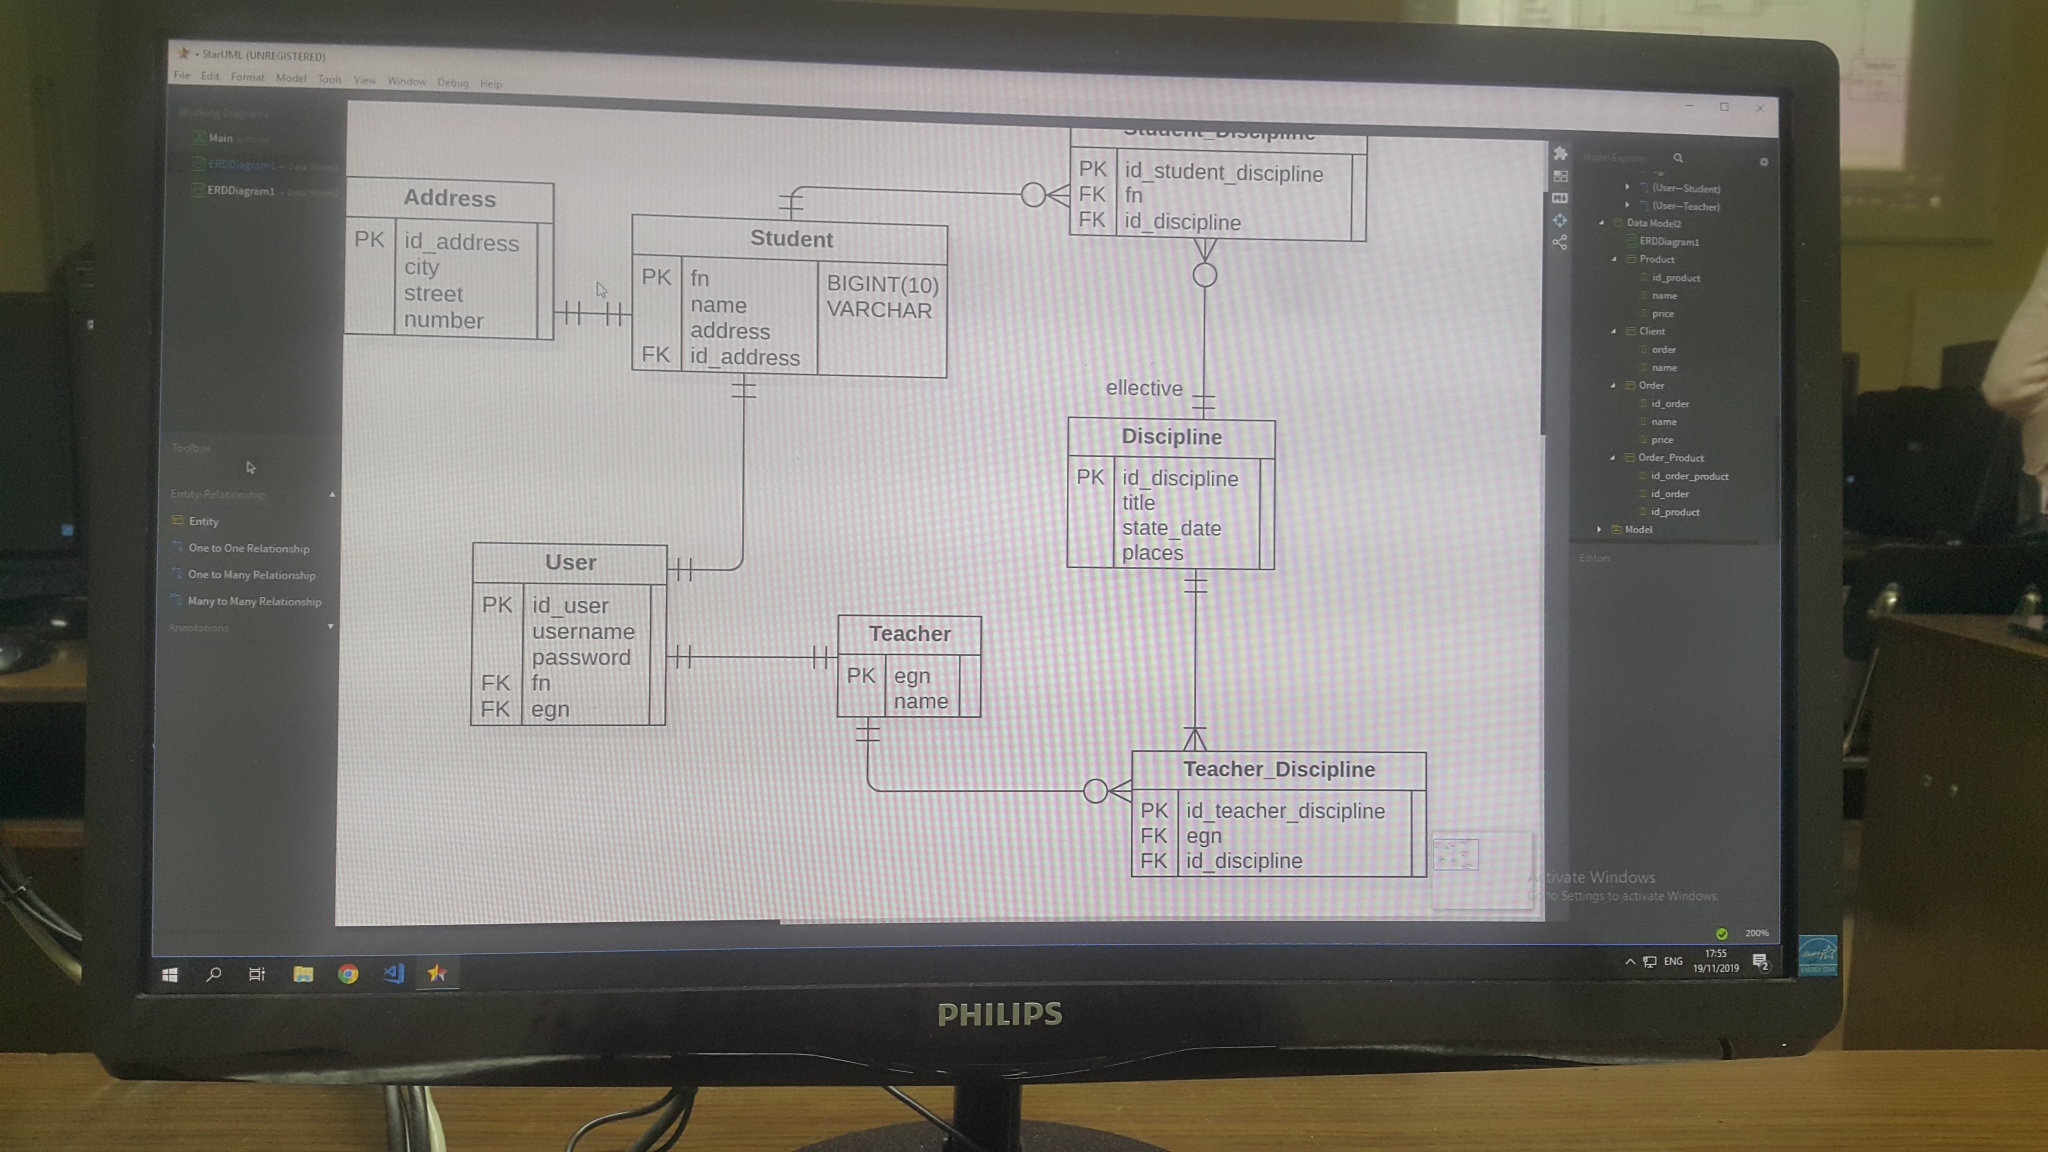 StarUML (UNREGISTERED)
File Edit Format Model Tools View Window Debug Help
Working Diagrams
Main
ERDDiagram1
ERDDiagram1
Toolbox
Entity-Relationship
Entity
One to One Relationship
One to Many Relationship
Many to Many Relationship
Annotations
Address
PK id_address
city
street
number
Student
PK fn BIGINT(10)
name VARCHAR
address
FK id_address
Student_Discipline
PK id_student_discipline
FK fn
FK id_discipline
ellective
Discipline
PK id_discipline
title
state_date
places
User
PK id_user
username
password
FK fn
FK egn
Teacher
PK egn
name
Teacher_Discipline
PK id_teacher_discipline
FK egn
FK id_discipline
Model Explorer
(User—Student)
(User—Teacher)
Data Model2
ERDDiagram1
Product
id_product
name
price
Client
order
name
Order
id_order
name
price
Order_Product
id_order_product
id_order
id_product
Model
Editors
Activate Windows
Go to Settings to activate Windows.
200%
ENG
17:55
19/11/2019
2
PHILIPS
ENERGY STAR